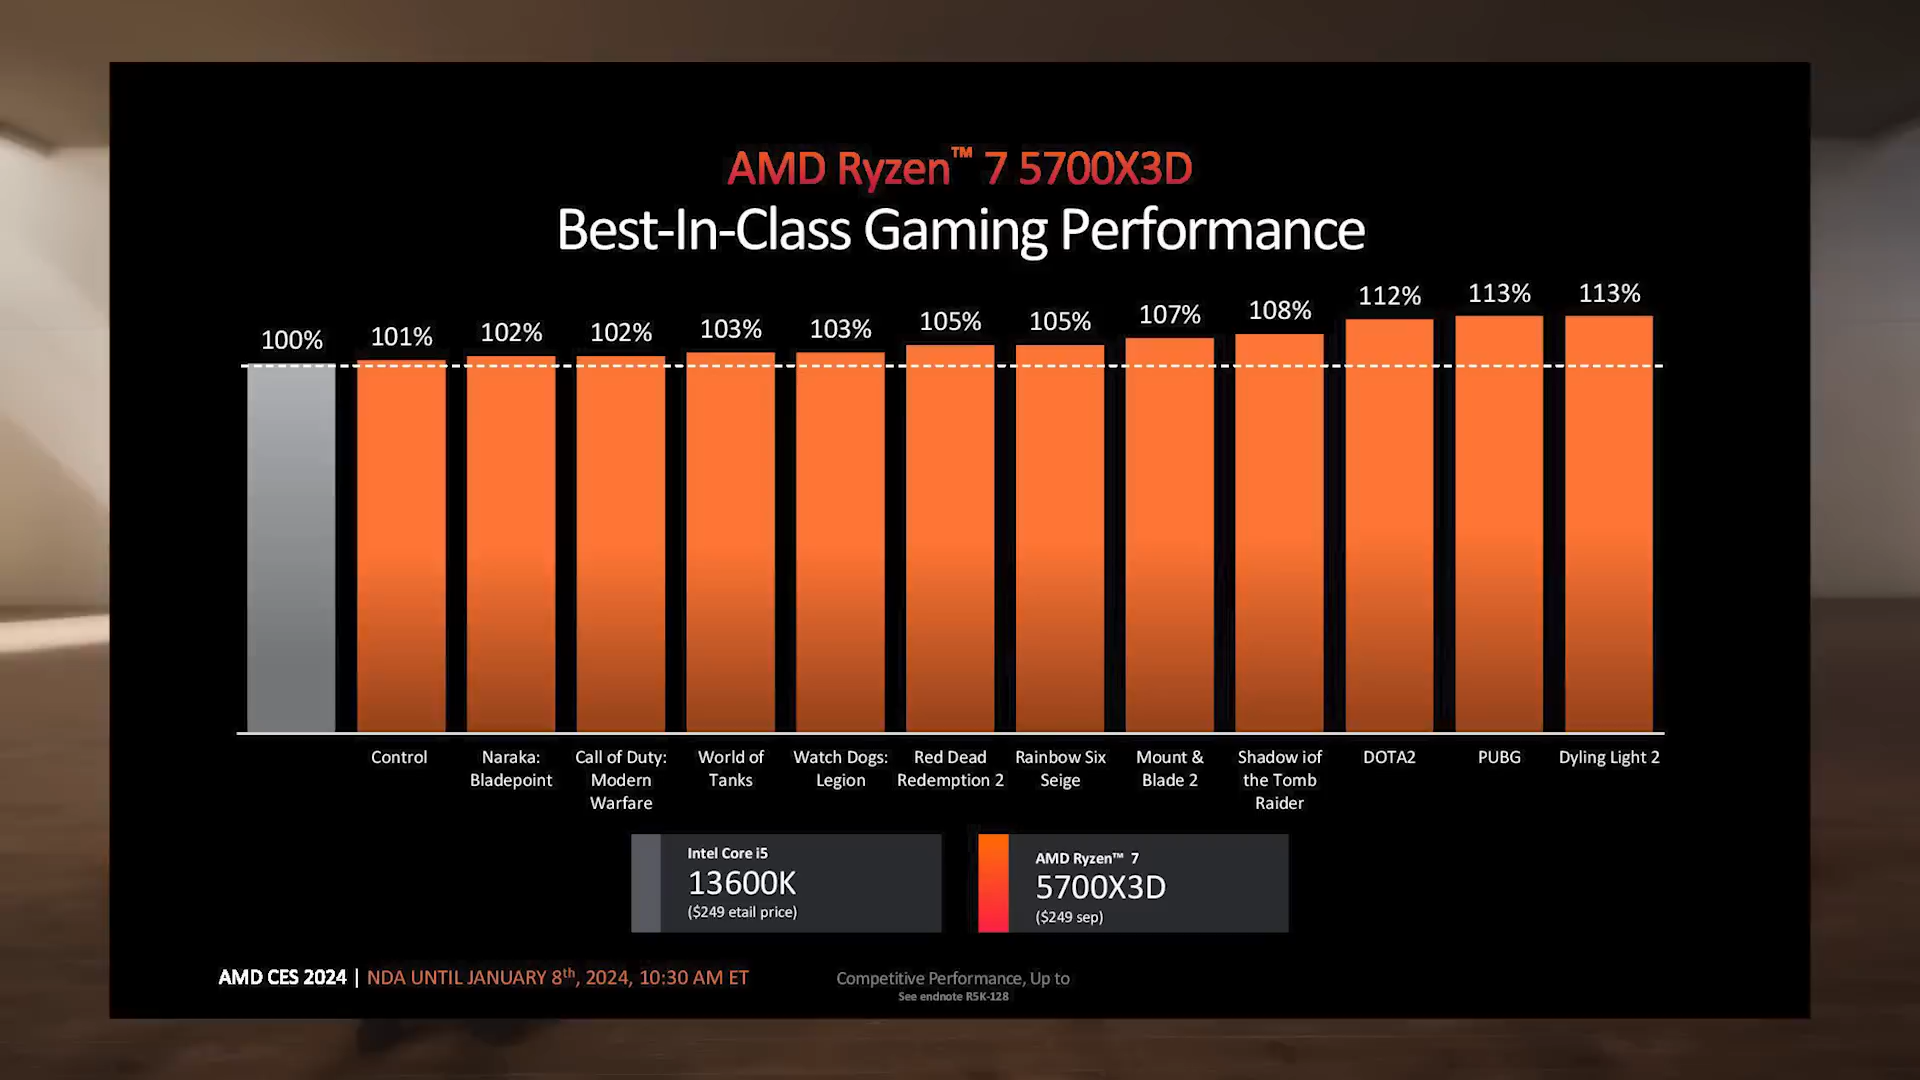 AMD Ryzen™ 7 5700X3D
Best-In-Class Gaming Performance
100%
101%
102%
102%
103%
103%
105%
105%
107%
108%
112%
113%
113%
Control
Naraka:
Bladepoint
Call of Duty:
Modern
Warfare
World of
Tanks
Watch Dogs:
Legion
Red Dead
Redemption 2
Rainbow Six
Seige
Mount &
Blade 2
Shadow iof
the Tomb
Raider
DOTA2
PUBG
Dyling Light 2
Intel Core i5
13600K
($249 etail price)
AMD Ryzen™ 7
5700X3D
($249 sep)
AMD CES 2024 | NDA UNTIL JANUARY 8th, 2024, 10:30 AM ET
Competitive Performance, Up to
See endnote R5K-128